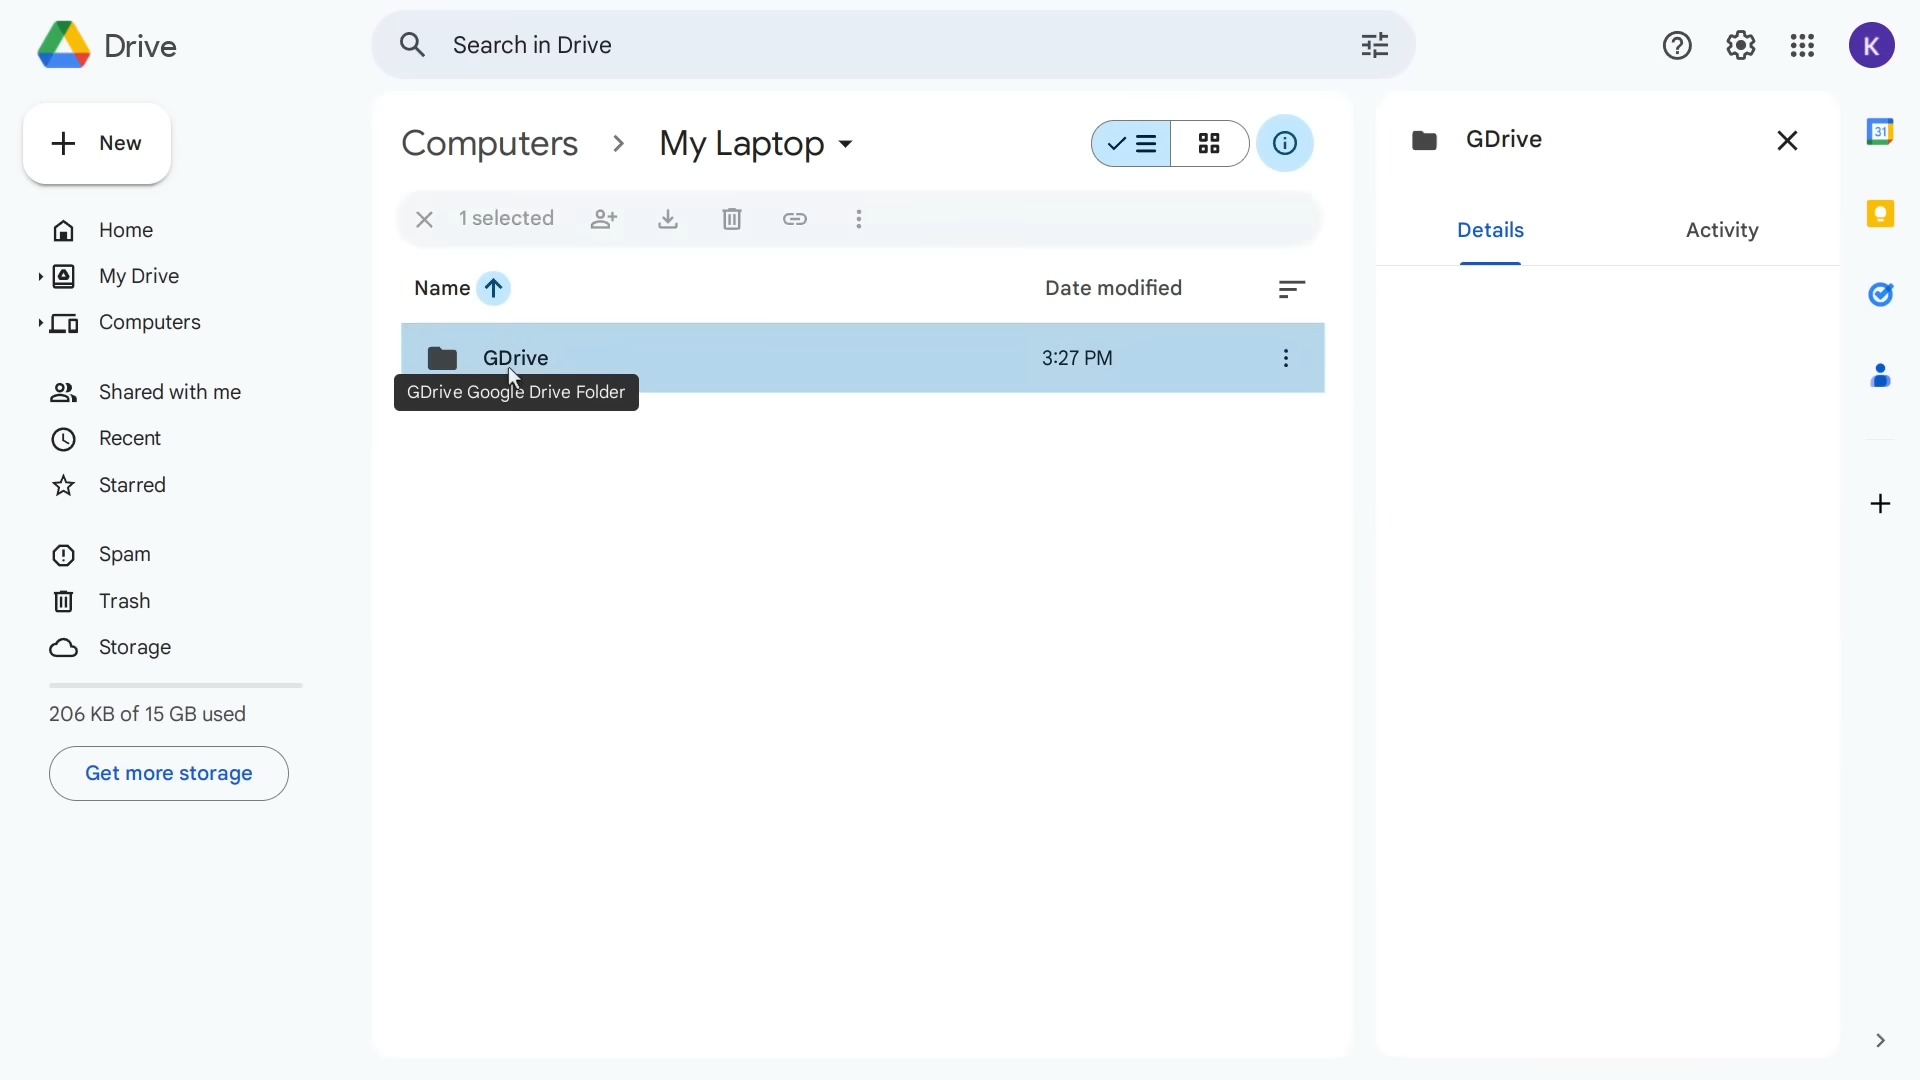 Drive
Search in Drive
K
New
Home
My Drive
Computers
Shared with me
Recent
Starred
Spam
Trash
Storage
206 KB of 15 GB used
Get more storage
Computers > My Laptop
1 selected
Name
Date modified
GDrive
3:27 PM
GDrive Google Drive Folder
GDrive
Details
Activity
31